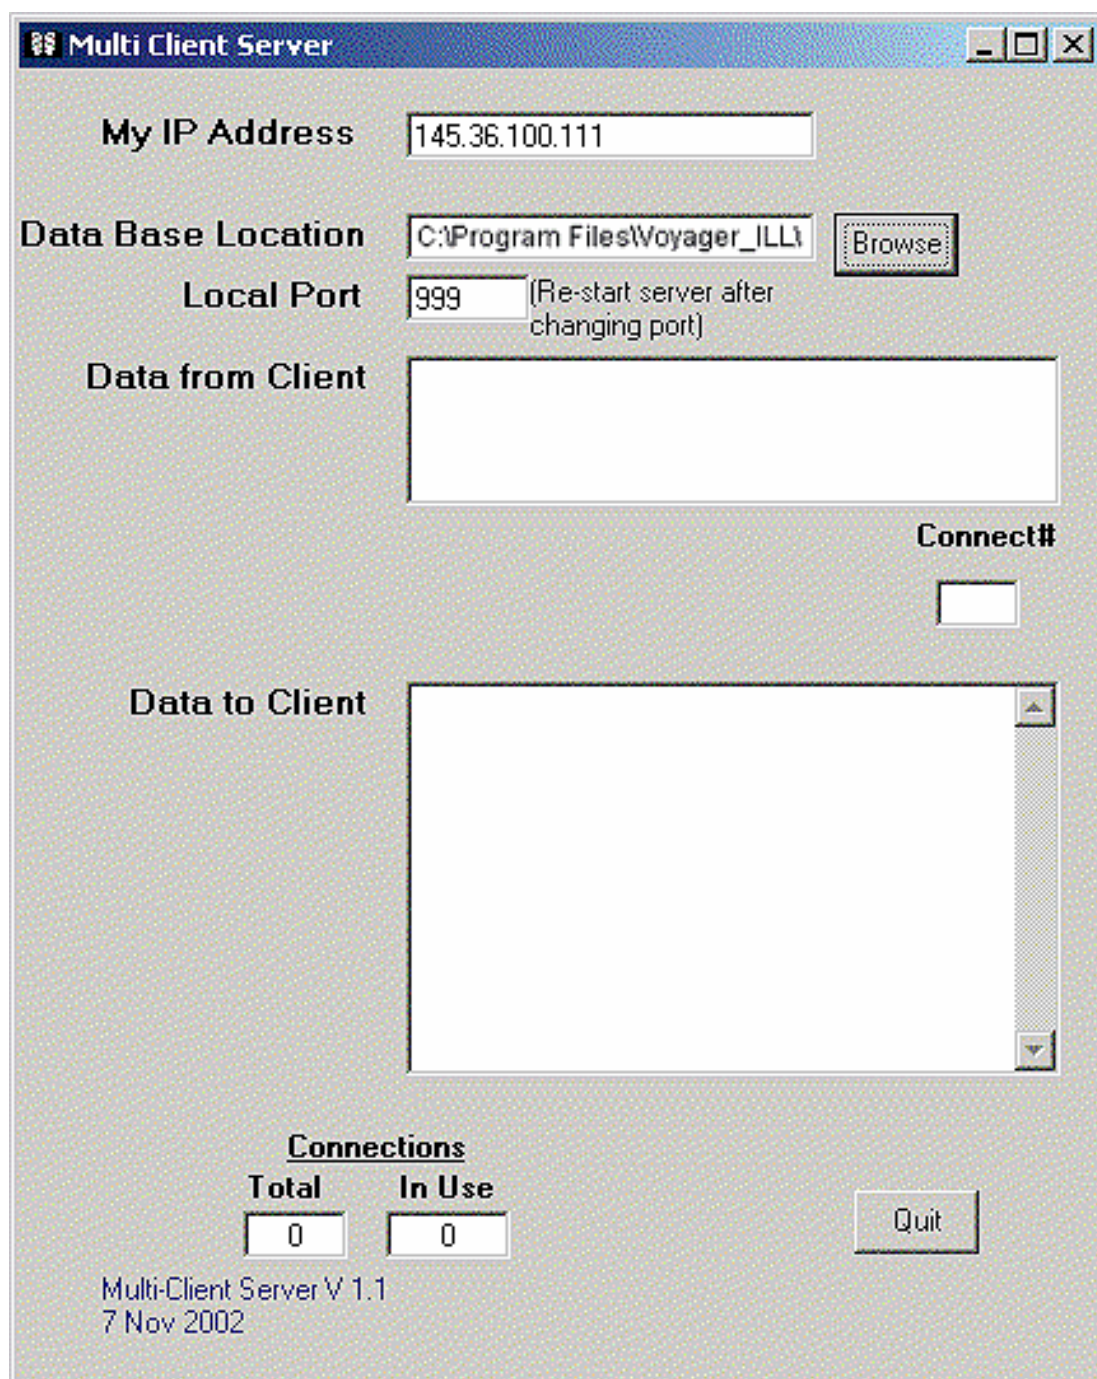 Multi Client Server
My IP Address 145.36.100.111
Data Base Location C:\Program Files\Voyager_ILL\ Browse
Local Port 999 (Re-start server after
changing port)
Data from Client
Connect#
Data to Client
Connections
Total In Use
0 0
Quit
Multi-Client Server V 1.1
7 Nov 2002